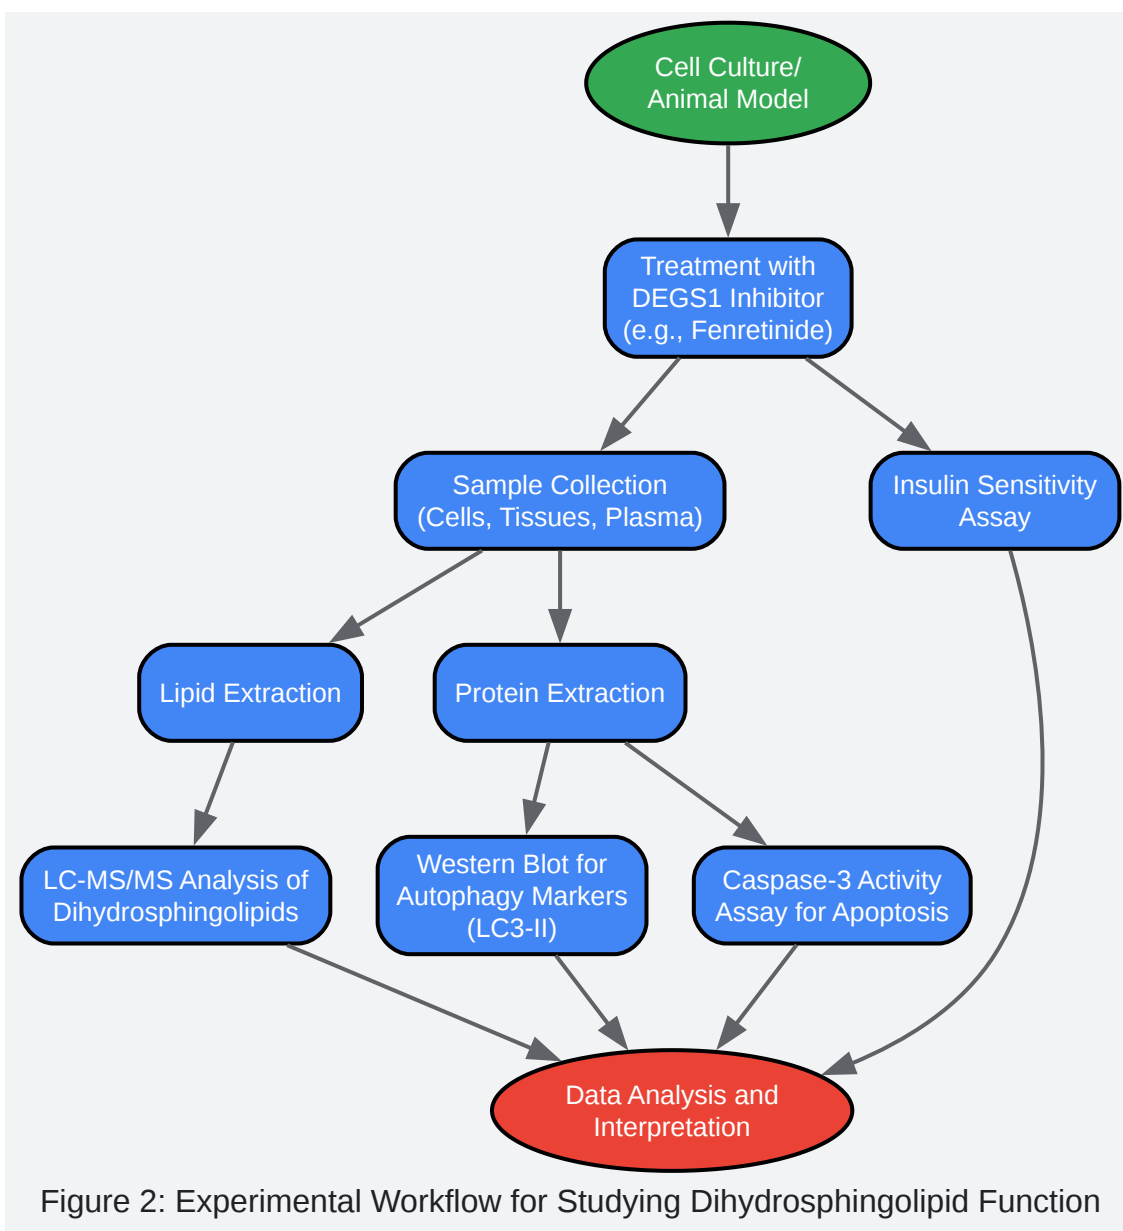 Cell Culture/
Animal Model
Treatment with
DEGS1 Inhibitor
(e.g., Fenretinide)
Sample Collection
(Cells, Tissues, Plasma)
Insulin Sensitivity
Assay
Lipid Extraction
Protein Extraction
LC-MS/MS Analysis of
Dihydrosphingolipids
Western Blot for
Autophagy Markers
(LC3-II)
Caspase-3 Activity
Assay for Apoptosis
Data Analysis and
Interpretation
Figure 2: Experimental Workflow for Studying Dihydrosphingolipid Function